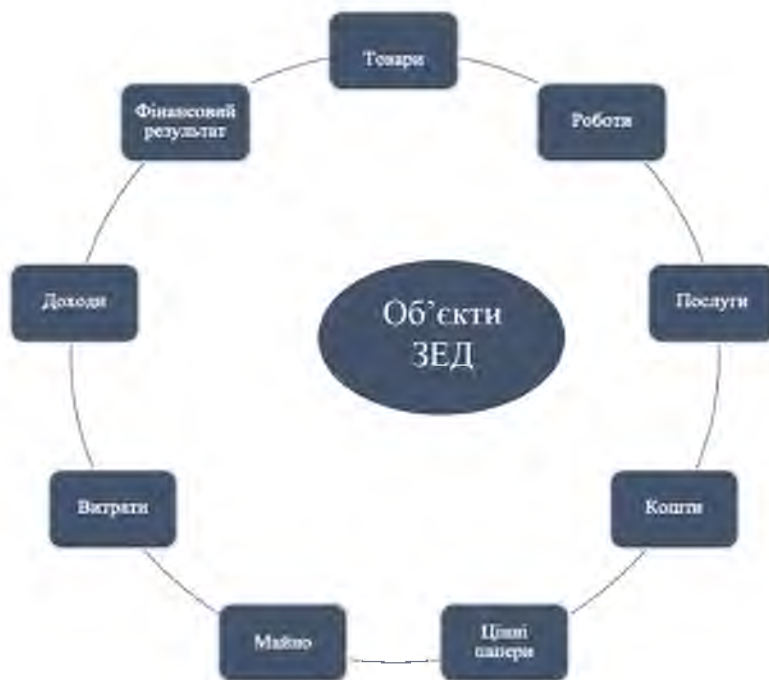 Товари
Роботи
Послуги
Кошти
Цінні
папери
Майно
Витрати
Доходи
Фінансовий
результат
Об’єкти
ЗЕД